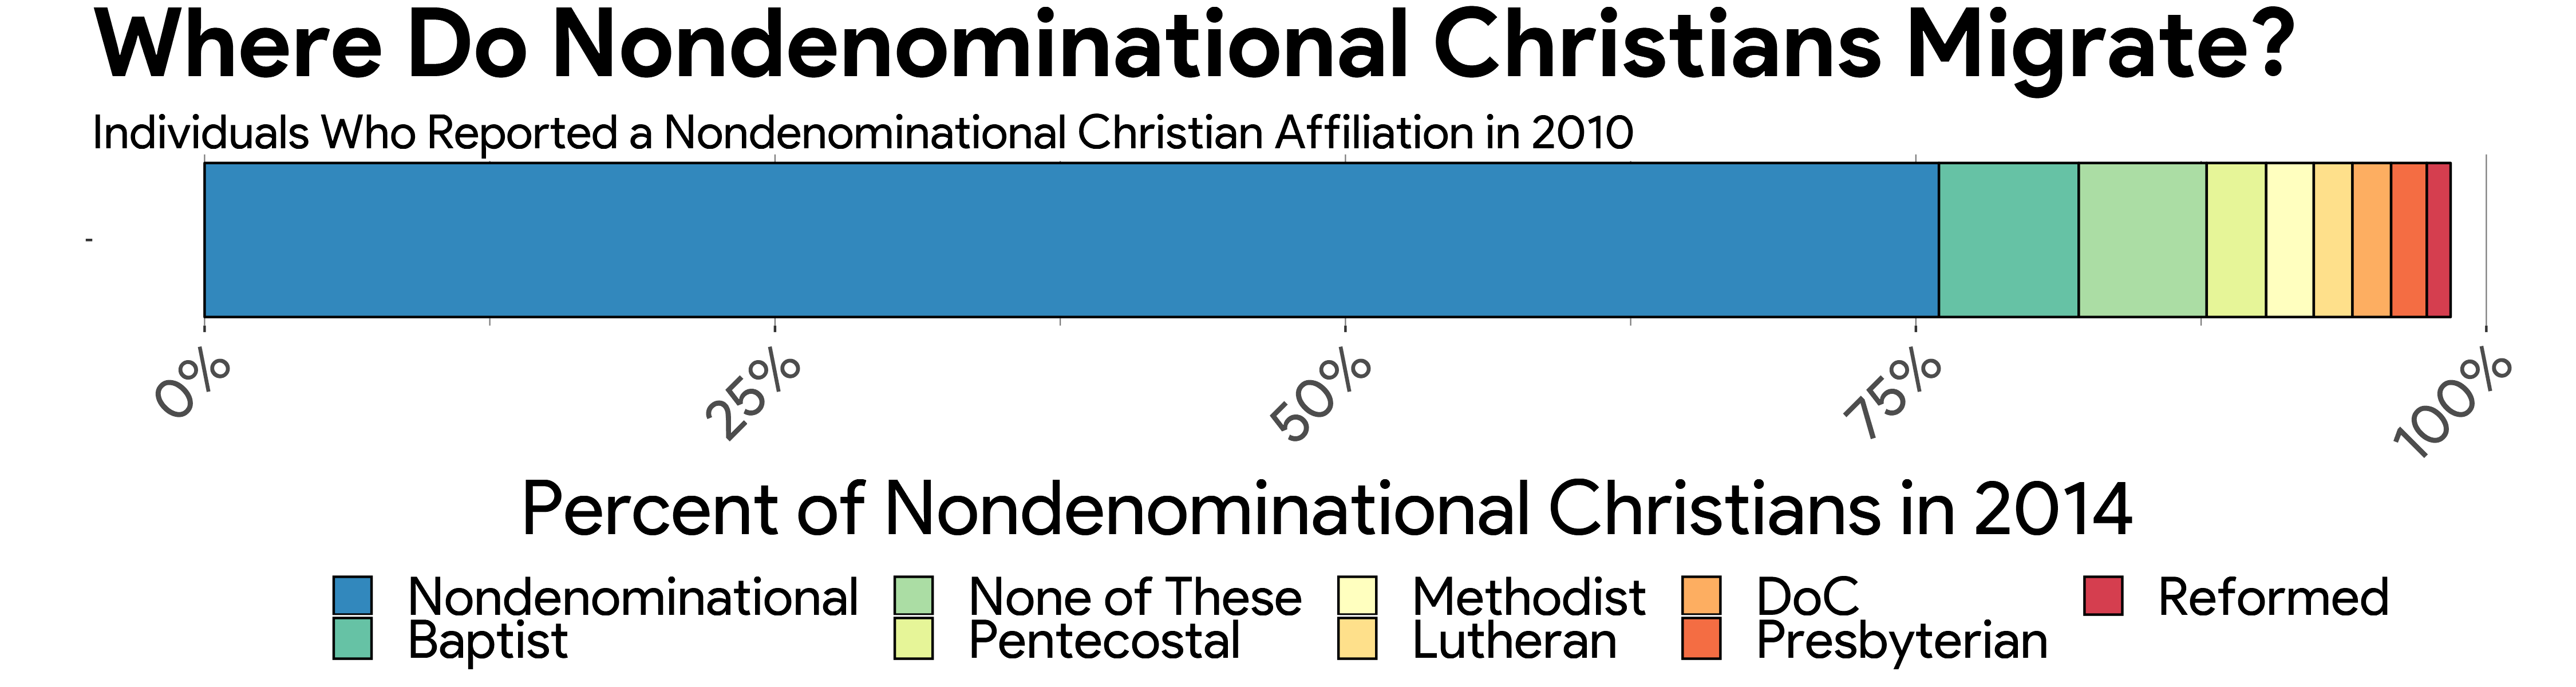 Where Do Nondenominational Christians Migrate?
Individuals Who Reported a Nondenominational Christian Affiliation in 2010
-
0% 25% 50% 75% 100%
Percent of Nondenominational Christians in 2014
Nondenominational None of These Methodist DoC Reformed
Baptist Pentecostal Lutheran Presbyterian